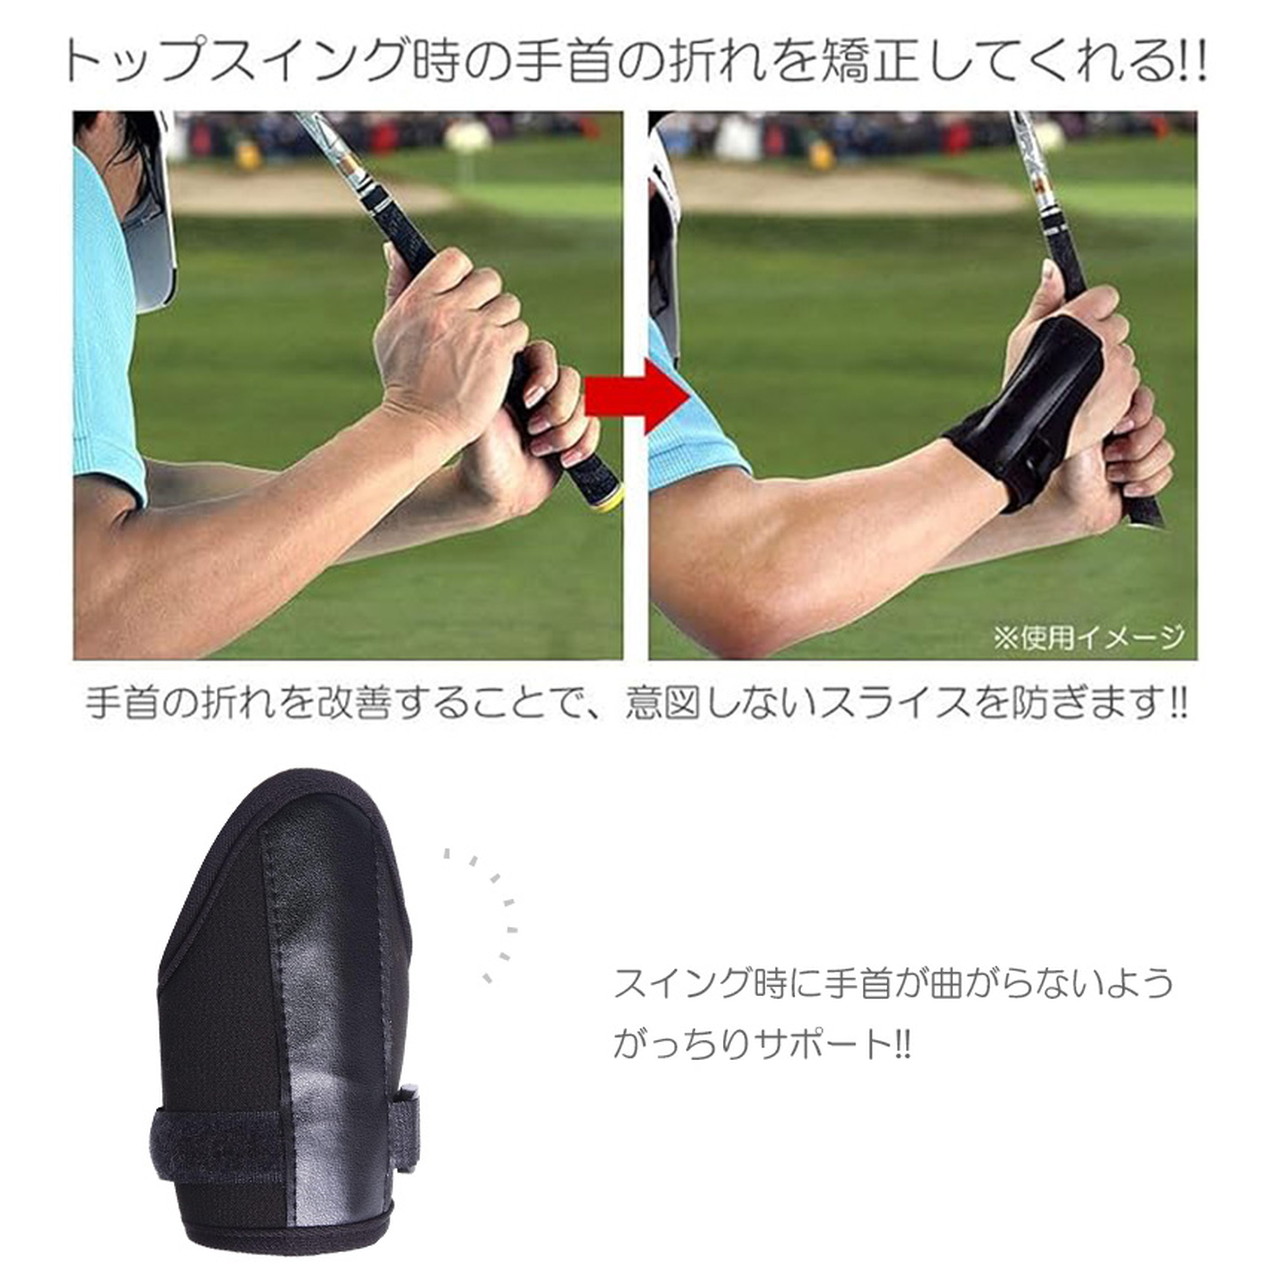 トップスイング時の手首の折れを矯正してくれる!!
※使用イメージ
手首の折れを改善することで、意図しないスライスを防ぎます!!
スイング時に手首が曲がらないよう
がっちりサポート!!